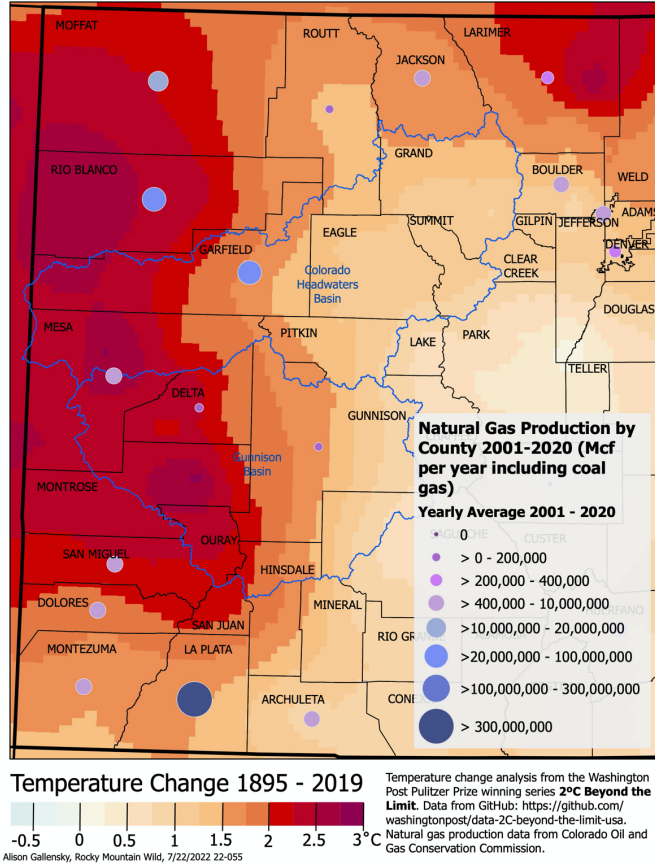 MOFFAT
ROUTT
LARIMER
JACKSON
GRAND
RIO BLANCO
BOULDER
WELD
SUMMIT
GILPIN
JEFFERSON
ADAMS
EAGLE
GARFIELD
DENVER
CLEAR
CREEK
Colorado
Headwaters
Basin
DOUGLAS
MESA
PITKIN
LAKE
PARK
TELLER
DELTA
GUNNISON
Gunnison
Basin
MONTROSE
OURAY
SAN MIGUEL
HINSDALE
DOLORES
MINERAL
SAN JUAN
RIO GRANDE
MONTEZUMA
LA PLATA
ARCHULETA
CONE
CHAFFEE
SAGUACHE
CUSTER
HUERFANO
ALAMOSA
Natural Gas Production by
County 2001-2020 (Mcf
per year including coal
gas)
Yearly Average 2001 - 2020
0
> 0 - 200,000
> 200,000 - 400,000
> 400,000 - 10,000,000
>10,000,000 - 20,000,000
>20,000,000 - 100,000,000
>100,000,000 - 300,000,000
> 300,000,000
Temperature Change 1895 - 2019
-0.5 0 0.5 1 1.5 2 2.5 3°C
Alison Gallensky, Rocky Mountain Wild, 7/22/2022 22-055
Temperature change analysis from the Washington
Post Pulitzer Prize winning series 2ºC Beyond the
Limit. Data from GitHub: https://github.com/
washingtonpost/data-2C-beyond-the-limit-usa.
Natural gas production data from Colorado Oil and
Gas Conservation Commission.